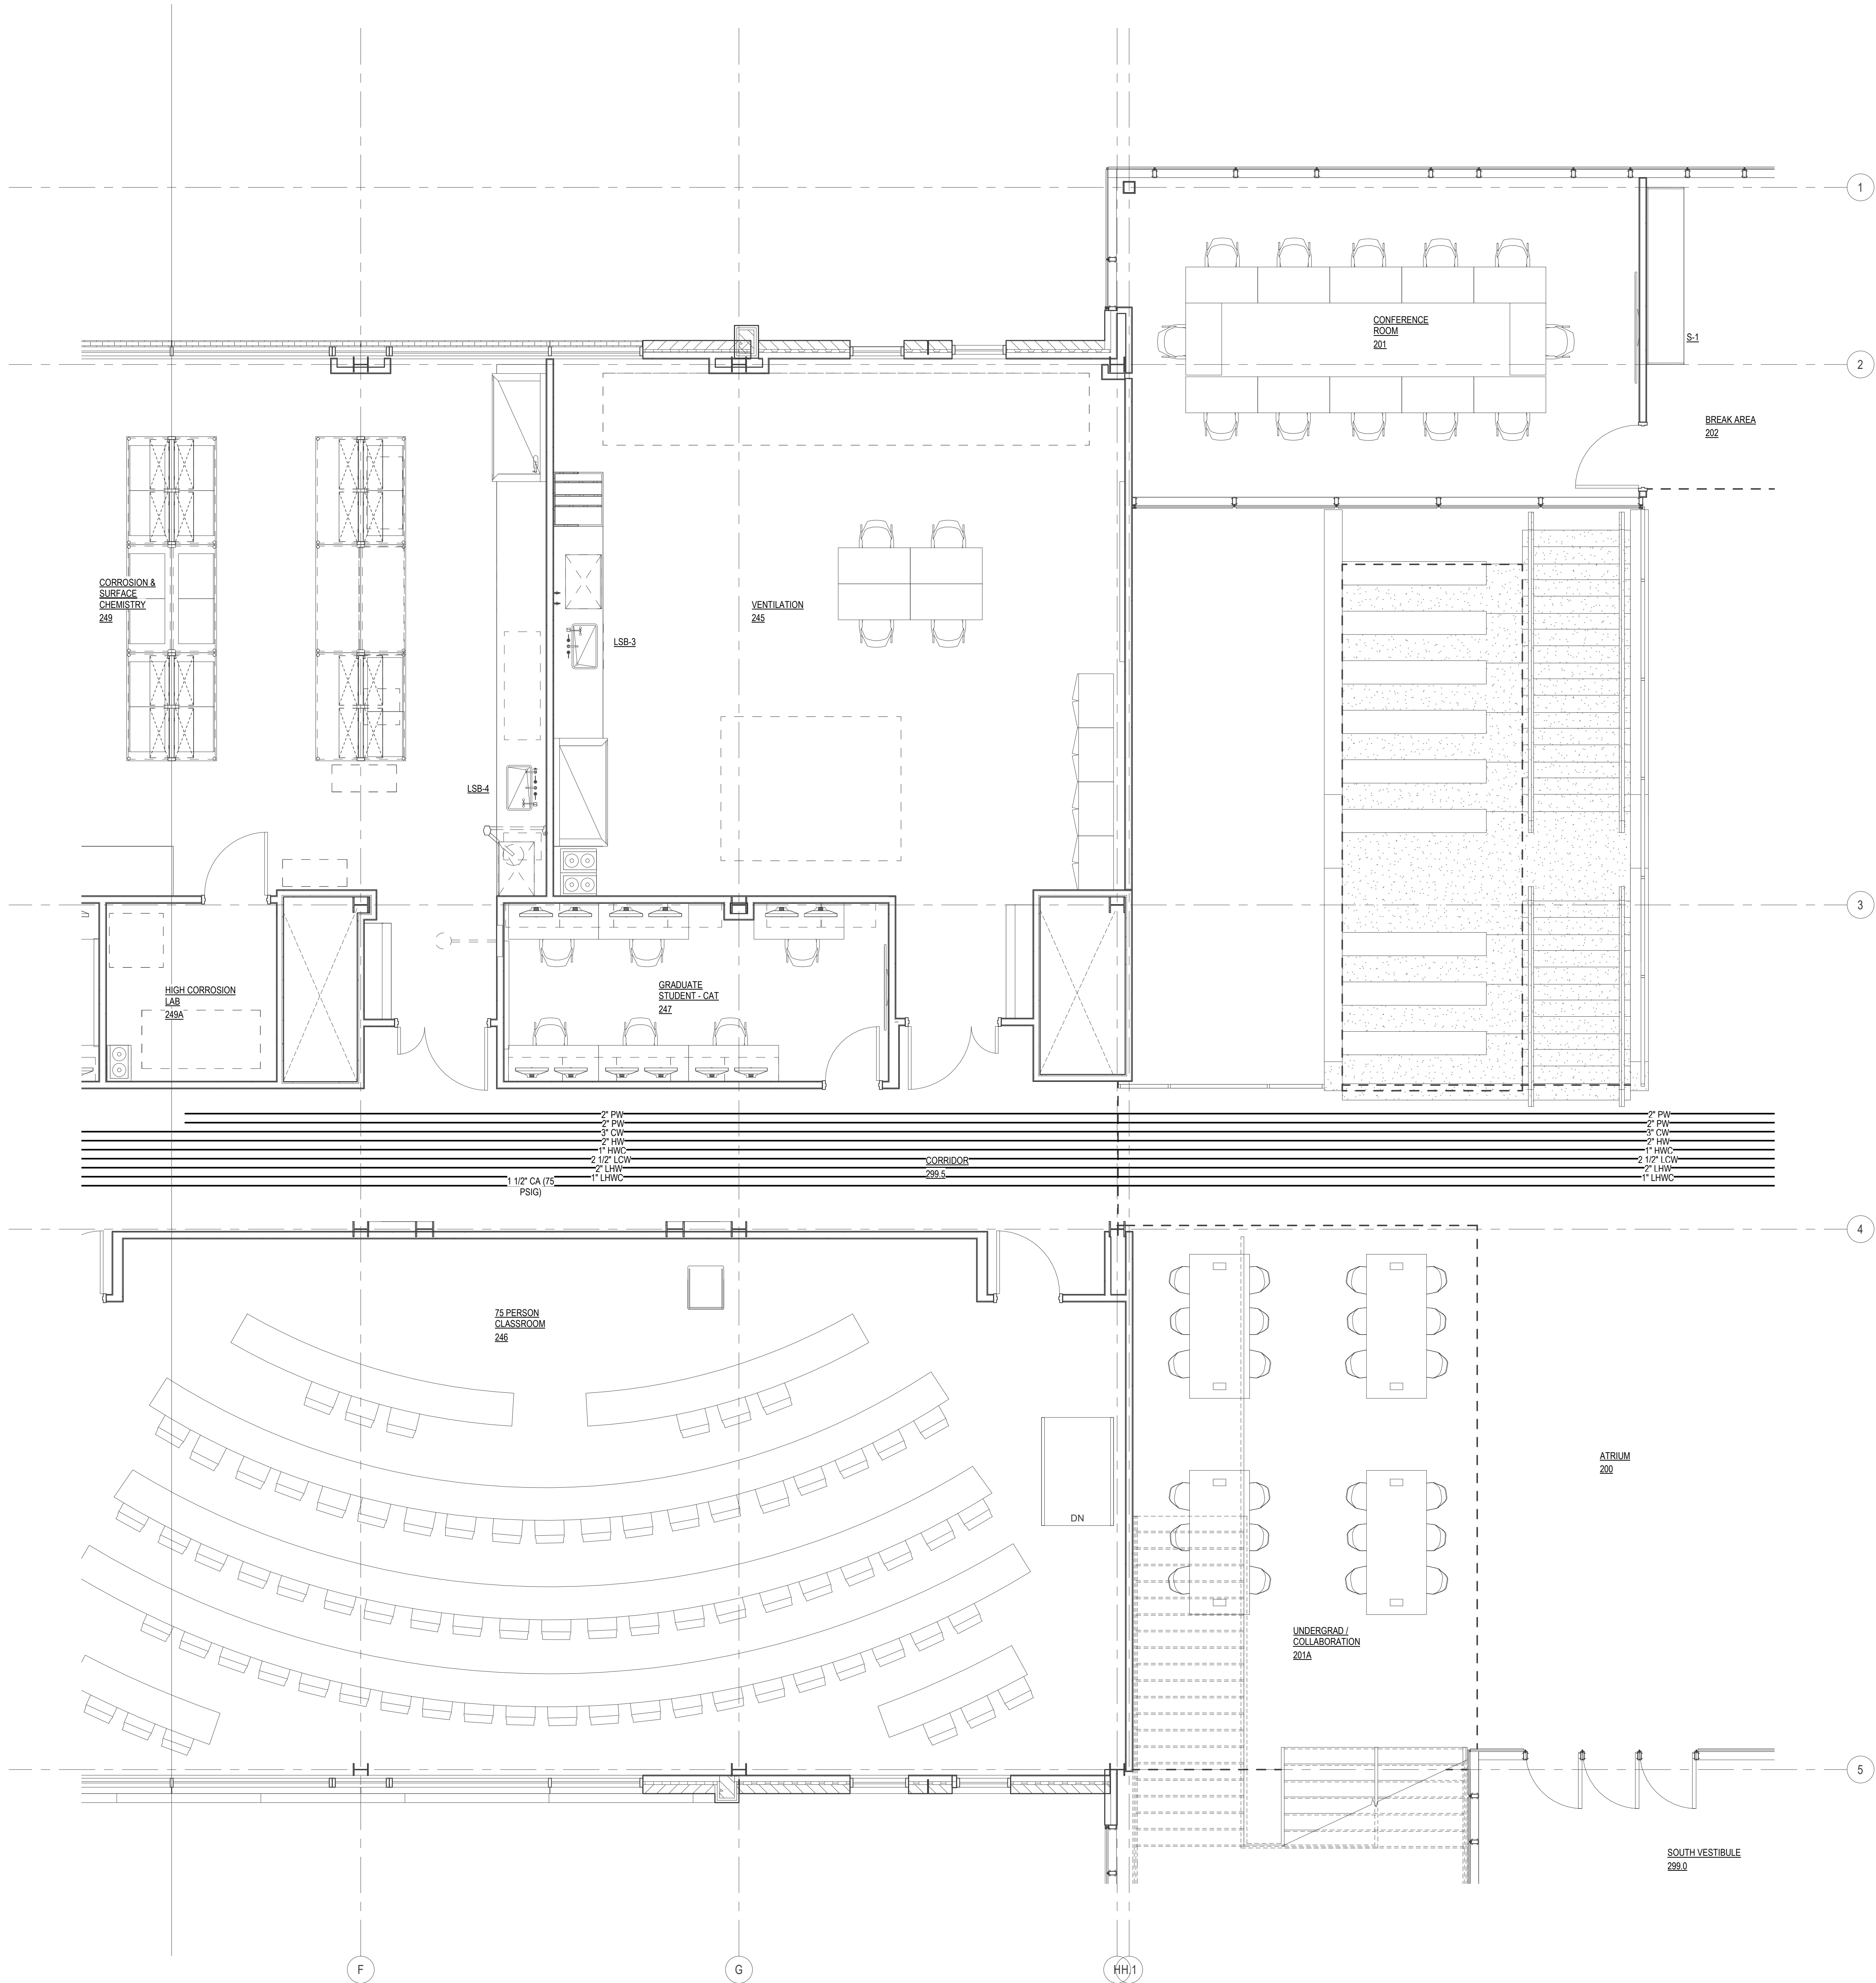 1
CONFERENCE
ROOM
201
S-1
2
BREAK AREA
202
CORROSION &
SURFACE
CHEMISTRY
249
VENTILATION
245
LSB-3
LSB-4
3
HIGH CORROSION
LAB
249A
GRADUATE
STUDENT - CAT
247
2" PW
2" PW
2" PW
2" PW
3" CW
3" CW
2" HW
2" HW
1" HWC
1" HWC
2 1/2" LCW
CORRIDOR
2 1/2" LCW
2" LHW
2" LHW
299.5
1" LHWC
1" LHWC
1 1/2" CA (75
PSIG)
4
75 PERSON
CLASSROOM
246
ATRIUM
200
DN
UNDERGRAD /
COLLABORATION
201A
5
SOUTH VESTIBULE
299.0
F
G
H
H.1